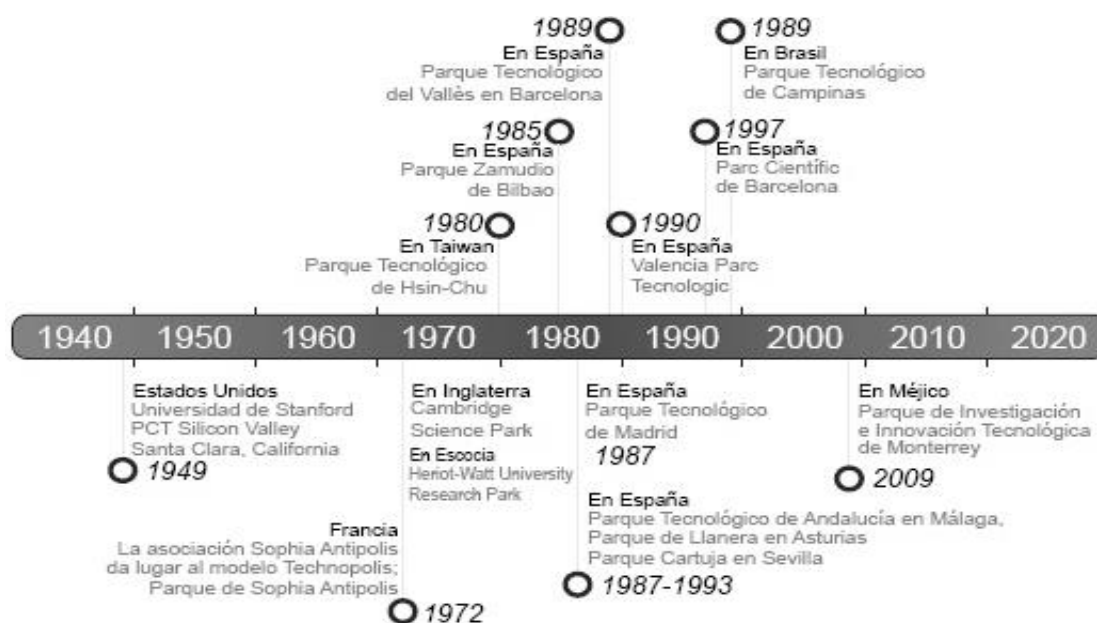 1989
En España
Parque Tecnológico
del Vallès en Barcelona
1989
En Brasil
Parque Tecnológico
de Campinas
1985
En España
Parque Zamudio
de Bilbao
1997
En España
Parc Científic
de Barcelona
1980
En Taiwan
Parque Tecnológico
de Hsin-Chu
1990
En España
Valencia Parc
Tecnologic
1940 1950 1960 1970 1980 1990 2000 2010 2020
Estados Unidos
Universidad de Stanford
PCT Silicon Valley
Santa Clara, California
1949
En Inglaterra
Cambridge
Science Park
En Escocia
Heriot-Watt University
Research Park
Francia
La asociación Sophia Antipolis
da lugar al modelo Technopolis;
Parque de Sophia Antipolis
1972
En España
Parque Tecnológico
de Madrid
1987
En España
Parque Tecnológico de Andalucía en Málaga,
Parque de Llanera en Asturias
Parque Cartuja en Sevilla
1987-1993
En Méjico
Parque de Investigación
e Innovación Tecnológica
de Monterrey
2009